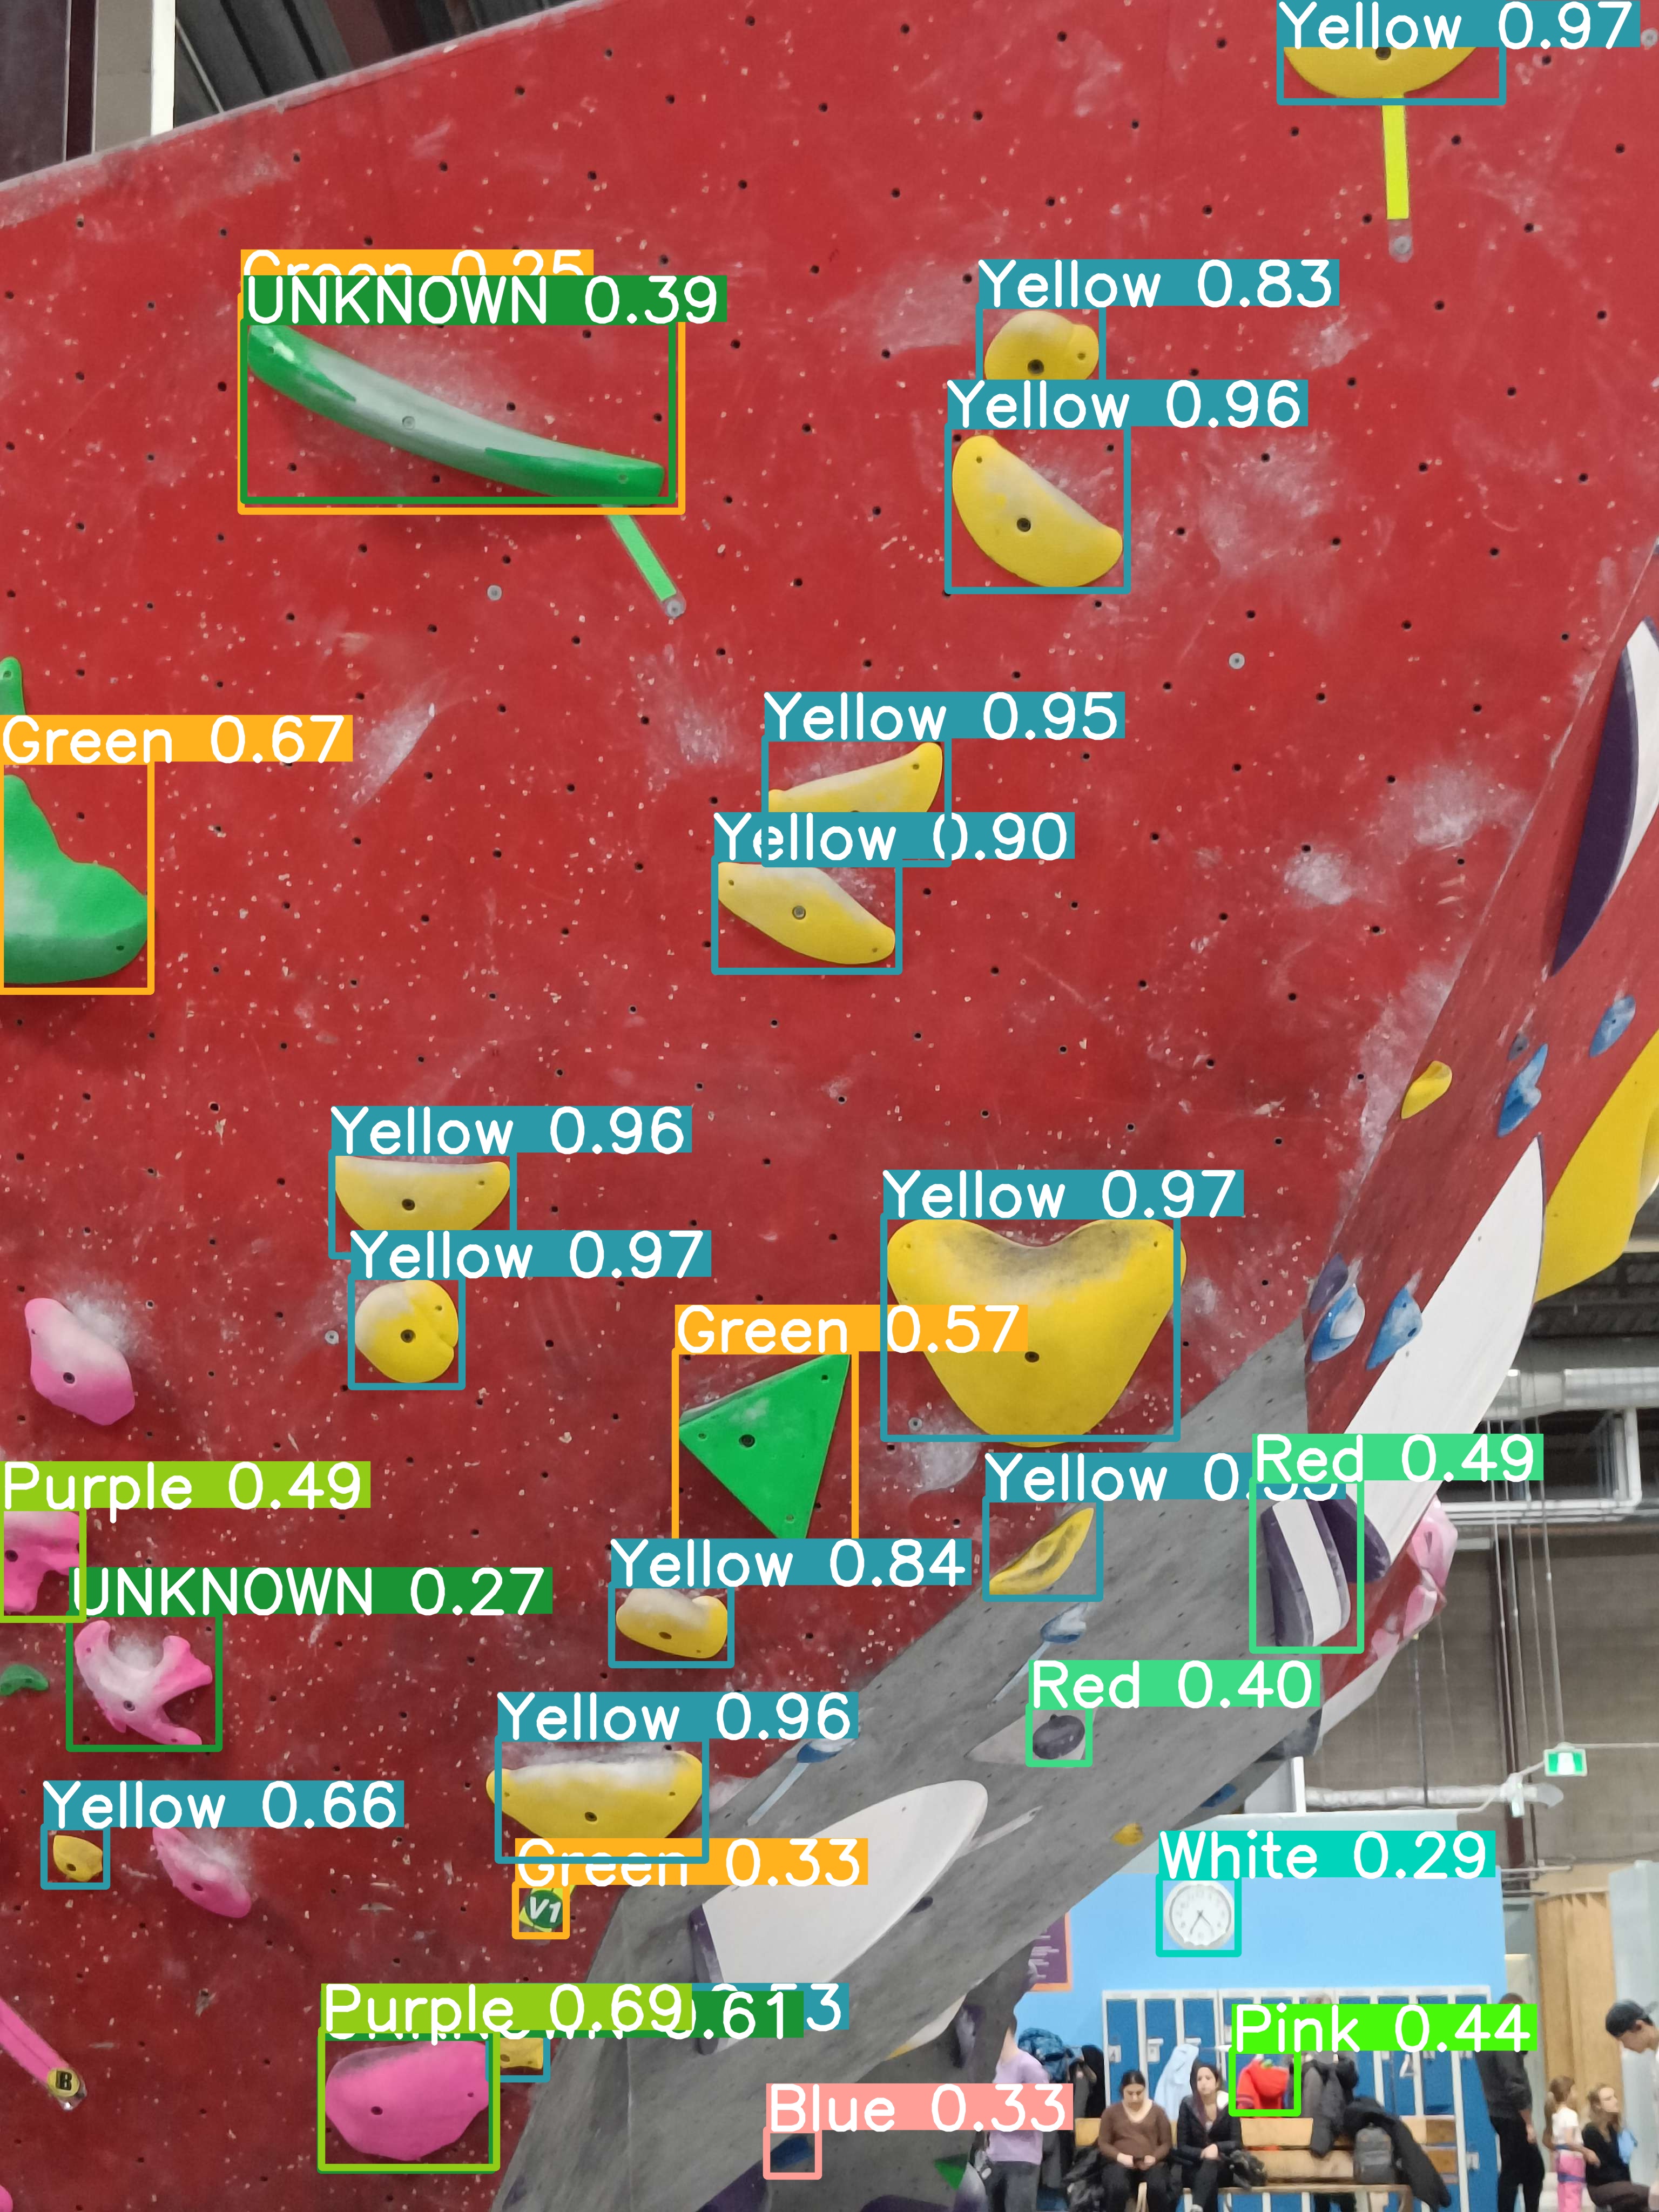 Yellow 0.97
Green 0.25
UNKNOWN 0.39
Yellow 0.83
Yellow 0.96
Yellow 0.95
Green 0.67
Yellow 0.90
Yellow 0.96
Yellow 0.97
Yellow 0.97
Green 0.57
Red 0.49
Yellow
Purple 0.49
Yellow 0.84
UNKNOWN 0.27
Red 0.40
Yellow 0.96
Yellow 0.66
White 0.29
Green 0.33
V1
Purple 0.69
0.61
Pink 0.44
B
Blue 0.33